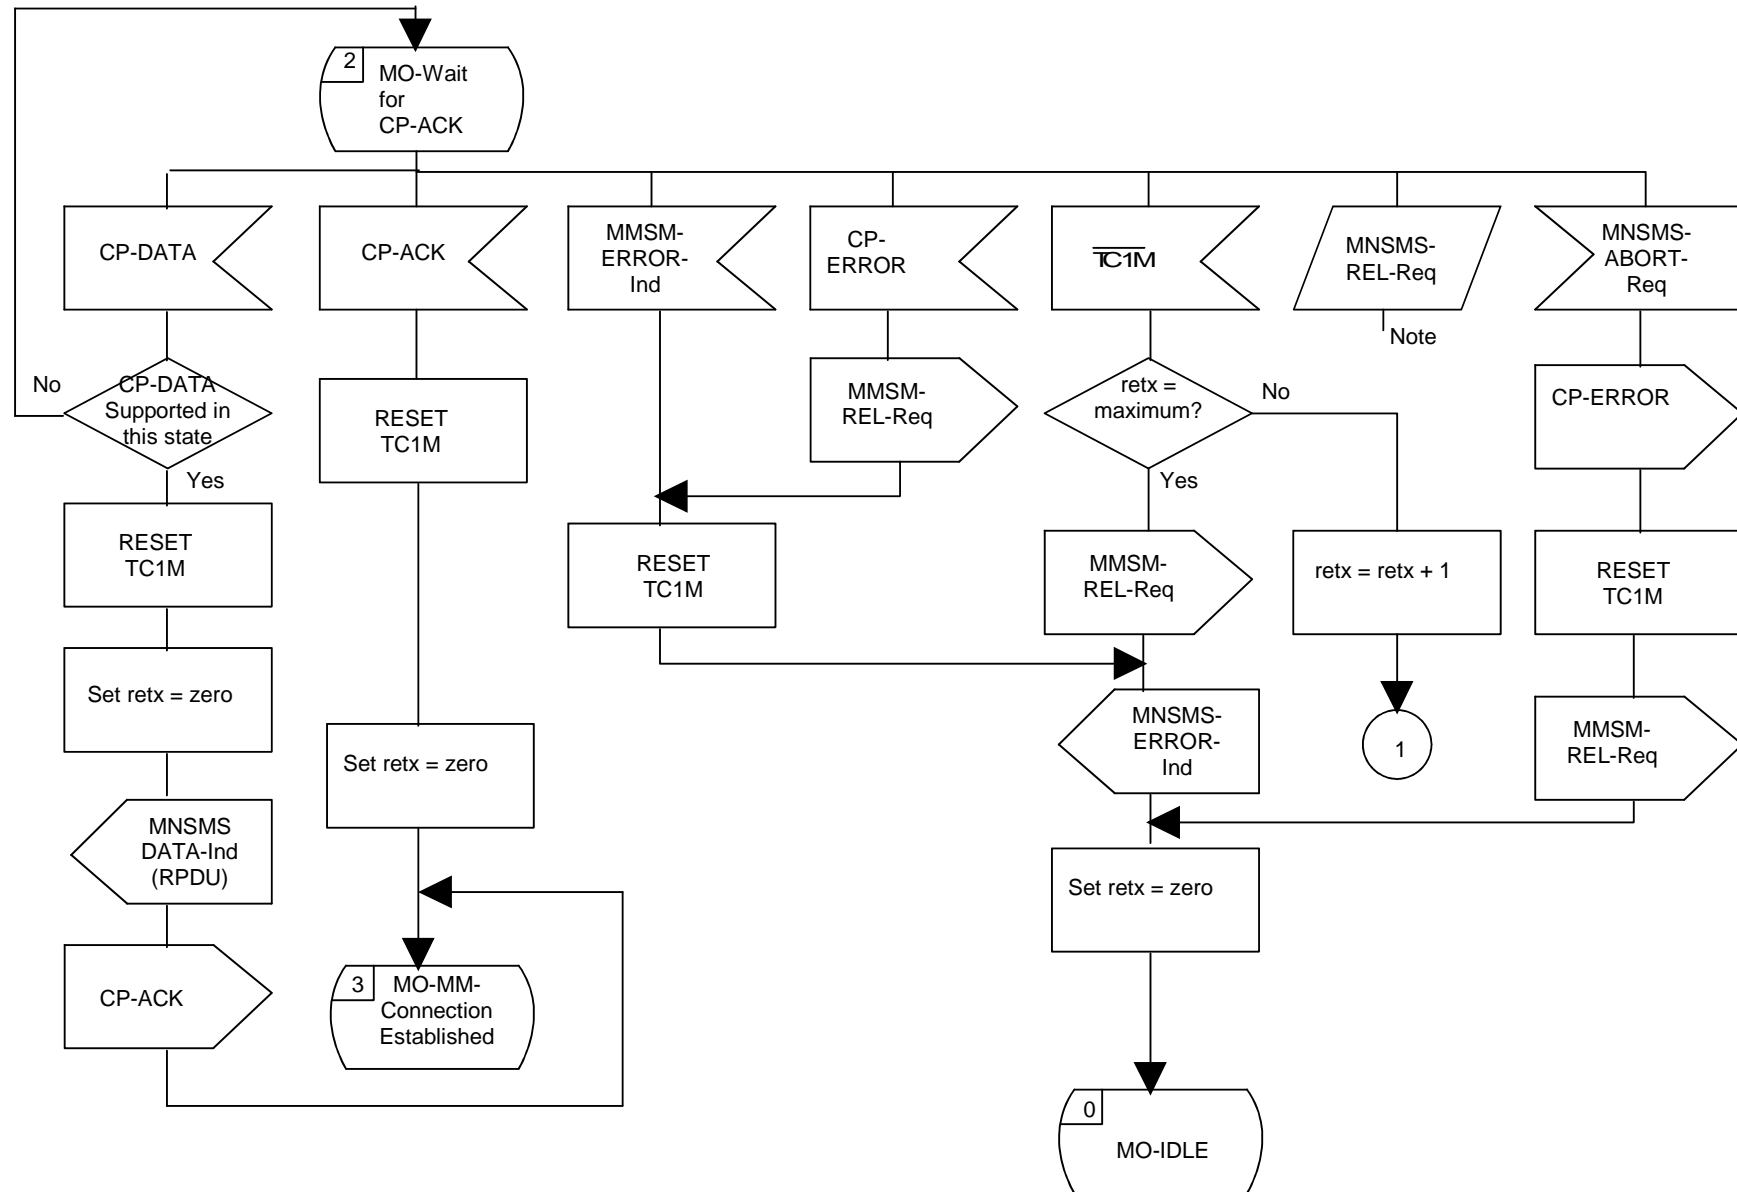 2
MO-Wait
for
CP-ACK
CP-DATA
CP-ACK
MMSM-
ERROR-
Ind
CP-
ERROR
TC1M
MNSMS-
REL-Req
MNSMS-
ABORT-
Req
Note
No
CP-DATA
Supported in
this state
Yes
RESET
TC1M
MMSM-
REL-Req
retx =
maximum?
No
Yes
CP-ERROR
RESET
TC1M
RESET
TC1M
MMSM-
REL-Req
retx = retx + 1
RESET
TC1M
Set retx = zero
Set retx = zero
MNSMS-
ERROR-
Ind
1
MMSM-
REL-Req
MNSMS
DATA-Ind
(RPDU)
Set retx = zero
CP-ACK
3
MO-MM-
Connection
Established
0
MO-IDLE